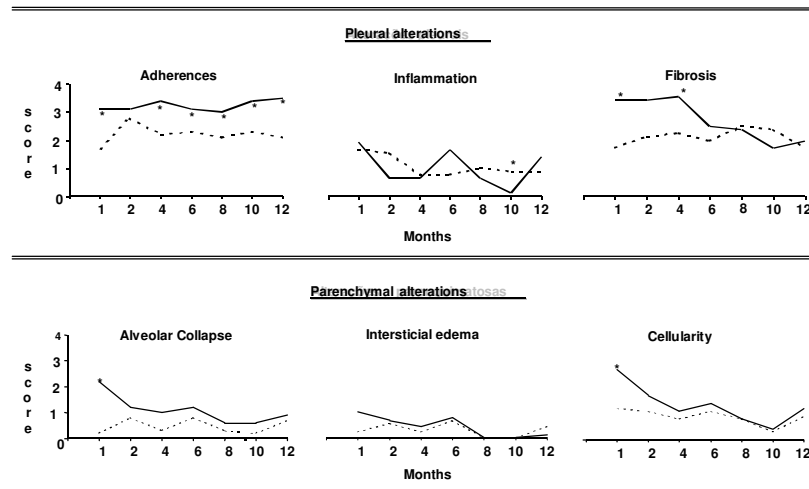 Pleural alterations
Adherences
Inflammation
Fibrosis
score
4
3
2
1
0
1 2 4 6 8 10 12
1 2 4 6 8 10 12
1 2 4 6 8 10 12
* * * * * *
*
* *
Months
Parenchymal alterations
Alveolar Collapse
Intersticial edema
Cellularity
score
4
3
2
1
0
*
*
1 2 4 6 8 10 12
1 2 4 6 8 10 12
1 2 4 6 8 10 12
Months